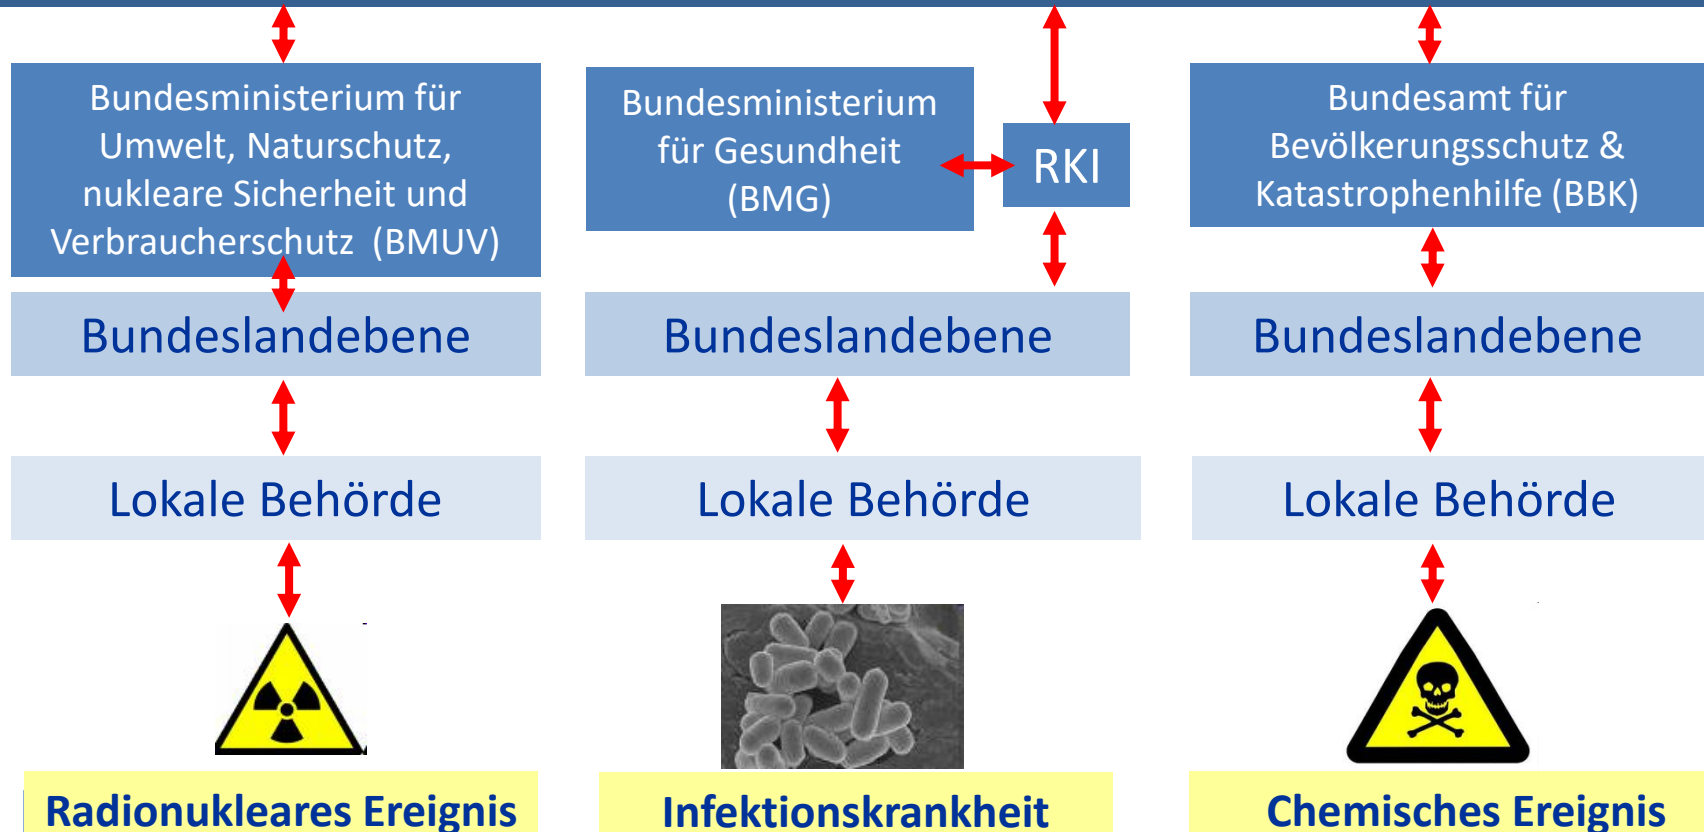 Bundesministerium für
Umwelt, Naturschutz,
nukleare Sicherheit und
Verbraucherschutz (BMUV)
Bundeslandebene
Lokale Behörde
Radionukleares Ereignis
Bundesministerium
für Gesundheit
(BMG)
RKI
Bundeslandebene
Lokale Behörde
Infektionskrankheit
Bundesamt für
Bevölkerungsschutz &
Katastrophenhilfe (BBK)
Bundeslandebene
Lokale Behörde
Chemisches Ereignis